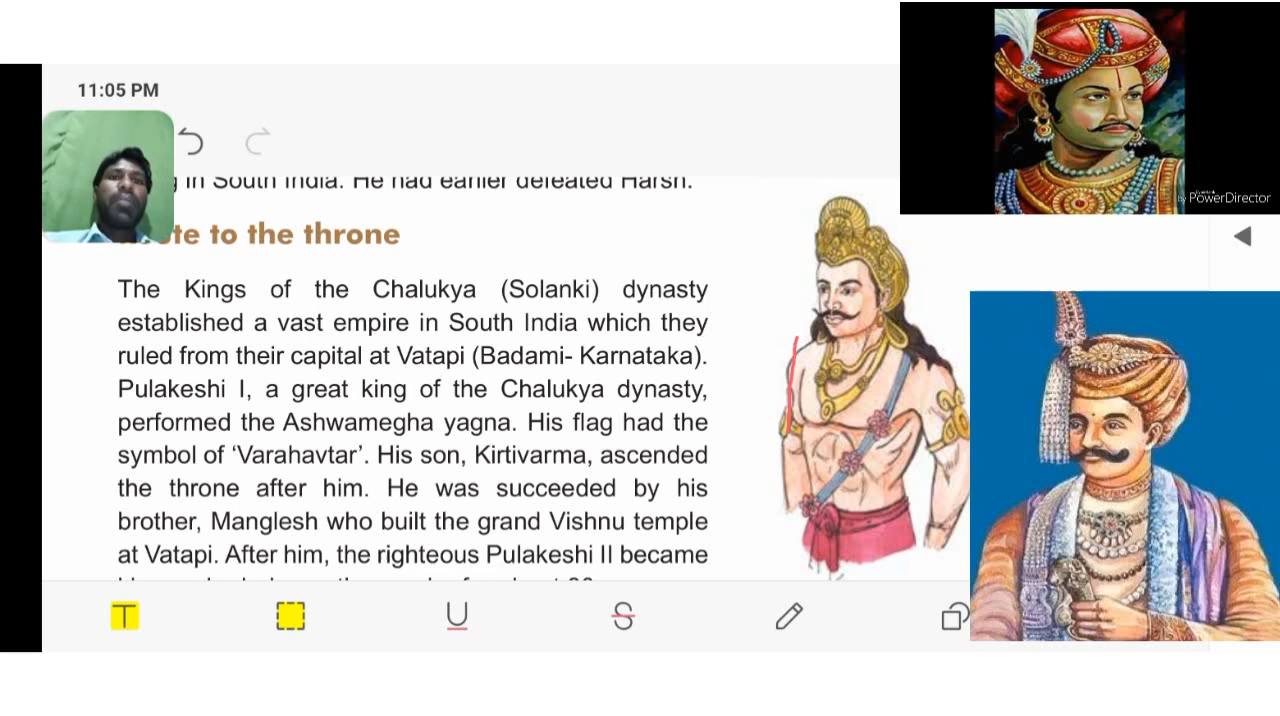 11:05 PM
in South India. He had earlier defeated Harsh.
te to the throne
The Kings of the Chalukya (Solanki) dynasty
established a vast empire in South India which they
ruled from their capital at Vatapi (Badami- Karnataka).
Pulakeshi I, a great king of the Chalukya dynasty,
performed the Ashwamegha yagna. His flag had the
symbol of ‘Varahavtar’. His son, Kirtivarma, ascended
the throne after him. He was succeeded by his
brother, Manglesh who built the grand Vishnu temple
at Vatapi. After him, the righteous Pulakeshi II became
T
U
S
by PowerDirector